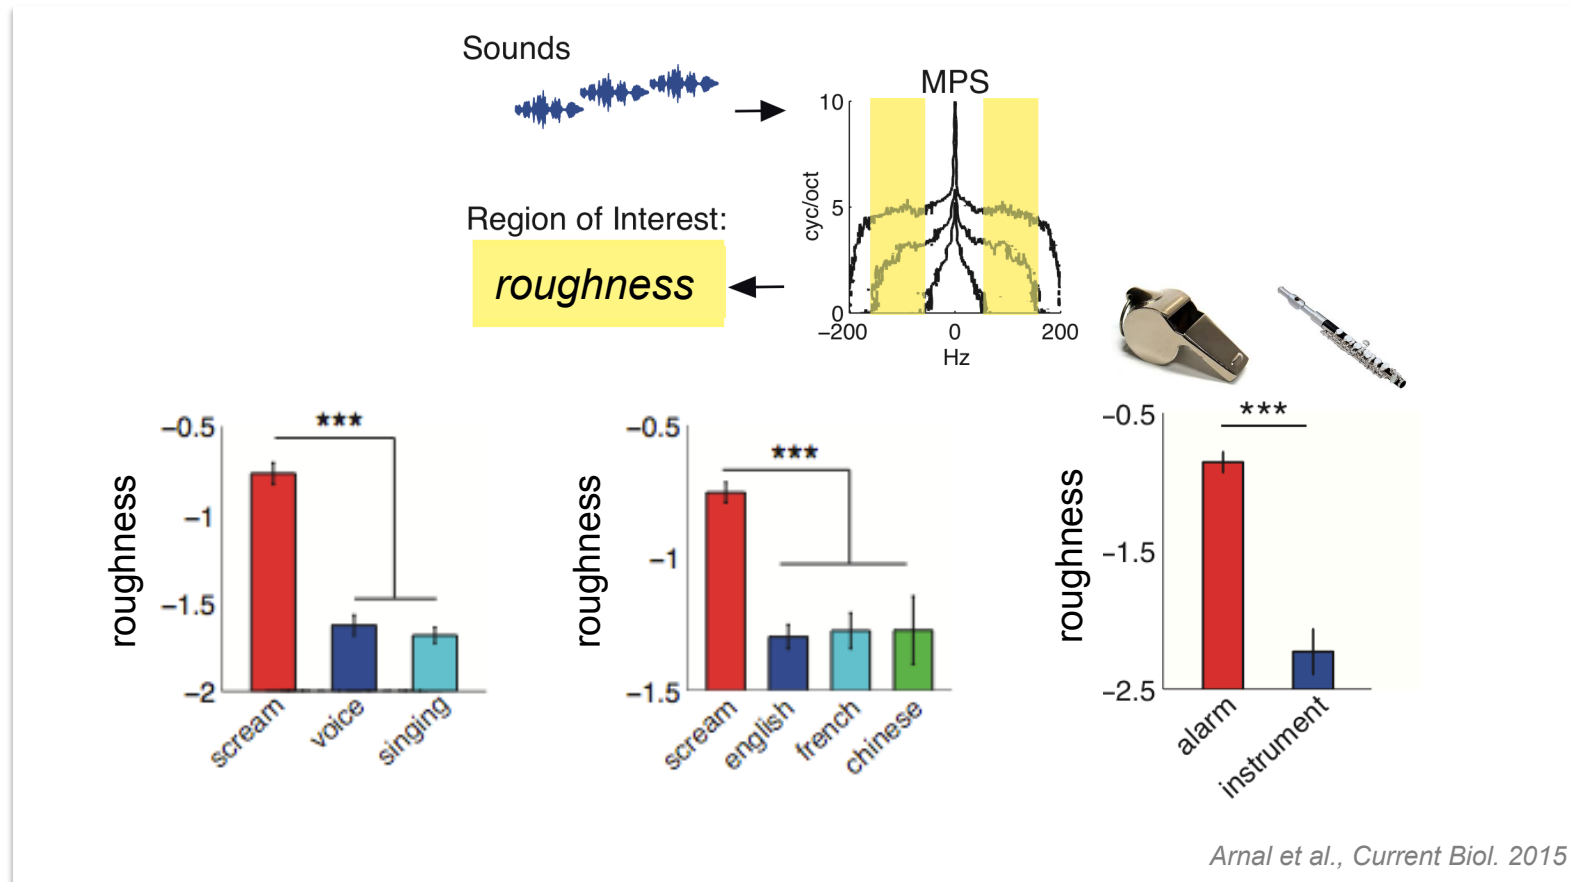 Sounds
MPS
10
5
0
cyc/oct
−200
0
200
Hz
Region of Interest:
roughness
***
−0.5
−1
−1.5
−2
roughness
scream
voice
singing
***
−0.5
−1
−1.5
roughness
scream
english
french
chinese
***
−0.5
−1.5
−2.5
roughness
alarm
instrument
Arnal et al., Current Biol. 2015